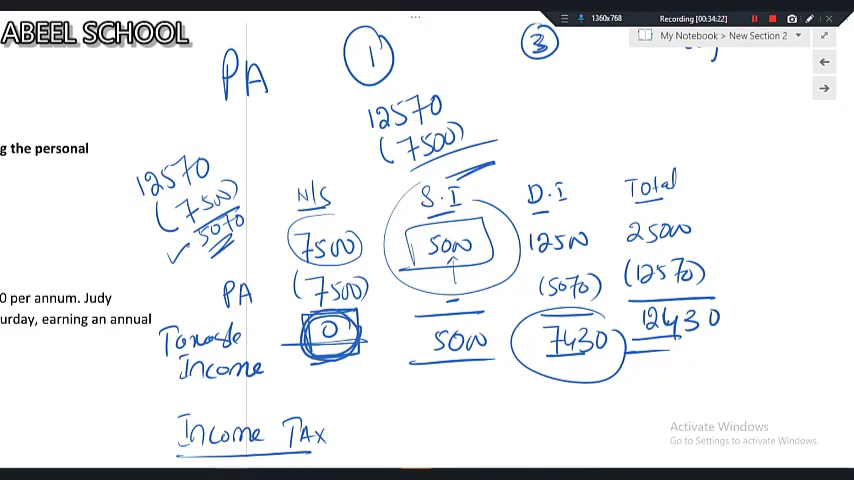 1360x768 Recording [00:34:22]
ABEEL SCHOOL
My Notebook > New Section 2
PA
1
3
12570
(7500)
g the personal
12570
(7500)
5070
N/S S.I D.I Total
7500 5000 12500 25000
PA (7500) - (5070) (12570)
0 per annum. Judy
urday, earning an annual
Taxable Income 0 5000 7430 12430
Income TAX
Activate Windows
Go to Settings to activate Windows.